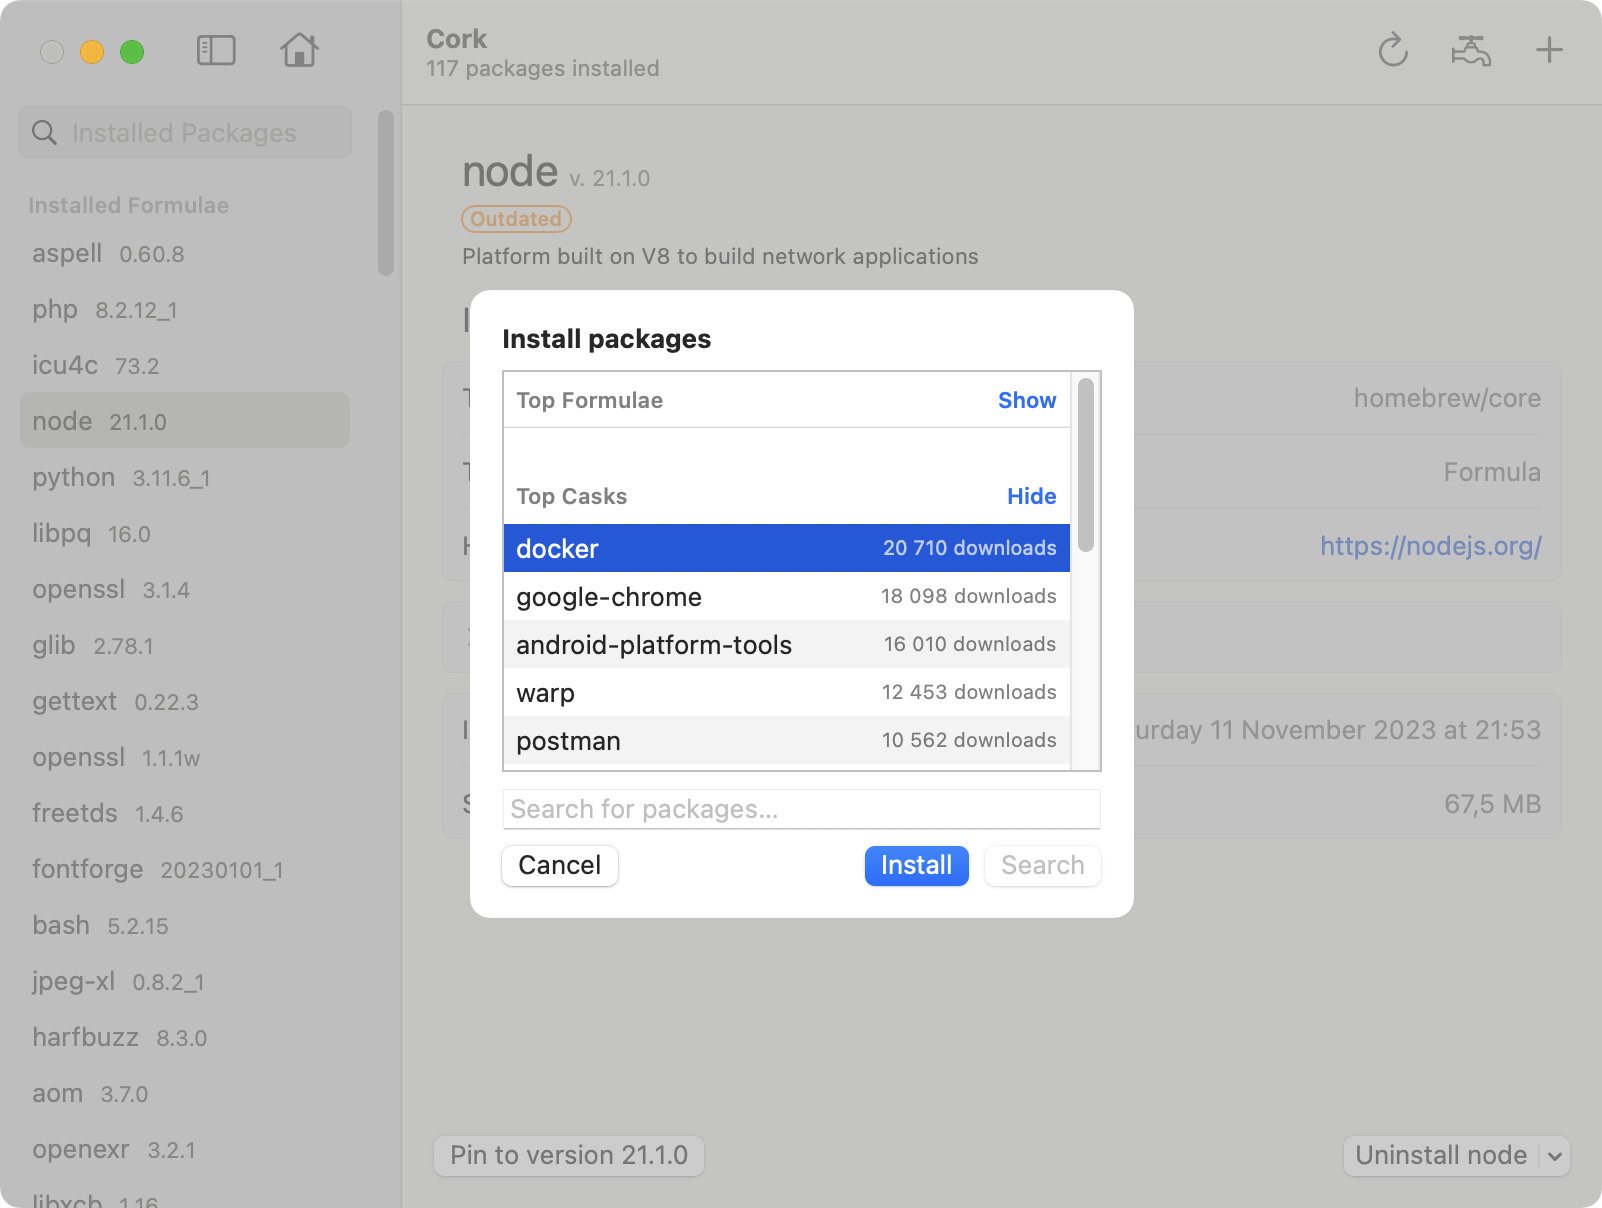 Cork
117 packages installed
Installed Packages
Installed Formulae
aspell 0.60.8
php 8.2.12_1
icu4c 73.2
node 21.1.0
python 3.11.6_1
libpq 16.0
openssl 3.1.4
glib 2.78.1
gettext 0.22.3
openssl 1.1.1w
freetds 1.4.6
fontforge 20230101_1
bash 5.2.15
jpeg-xl 0.8.2_1
harfbuzz 8.3.0
aom 3.7.0
openexr 3.2.1
libxcb 1.16
node v. 21.1.0
Outdated
Platform built on V8 to build network applications
homebrew/core
Formula
https://nodejs.org/
urday 11 November 2023 at 21:53
67,5 MB
Install packages
Top Formulae Show
Top Casks Hide
docker 20 710 downloads
google-chrome 18 098 downloads
android-platform-tools 16 010 downloads
warp 12 453 downloads
postman 10 562 downloads
Search for packages...
Cancel Install Search
Pin to version 21.1.0
Uninstall node